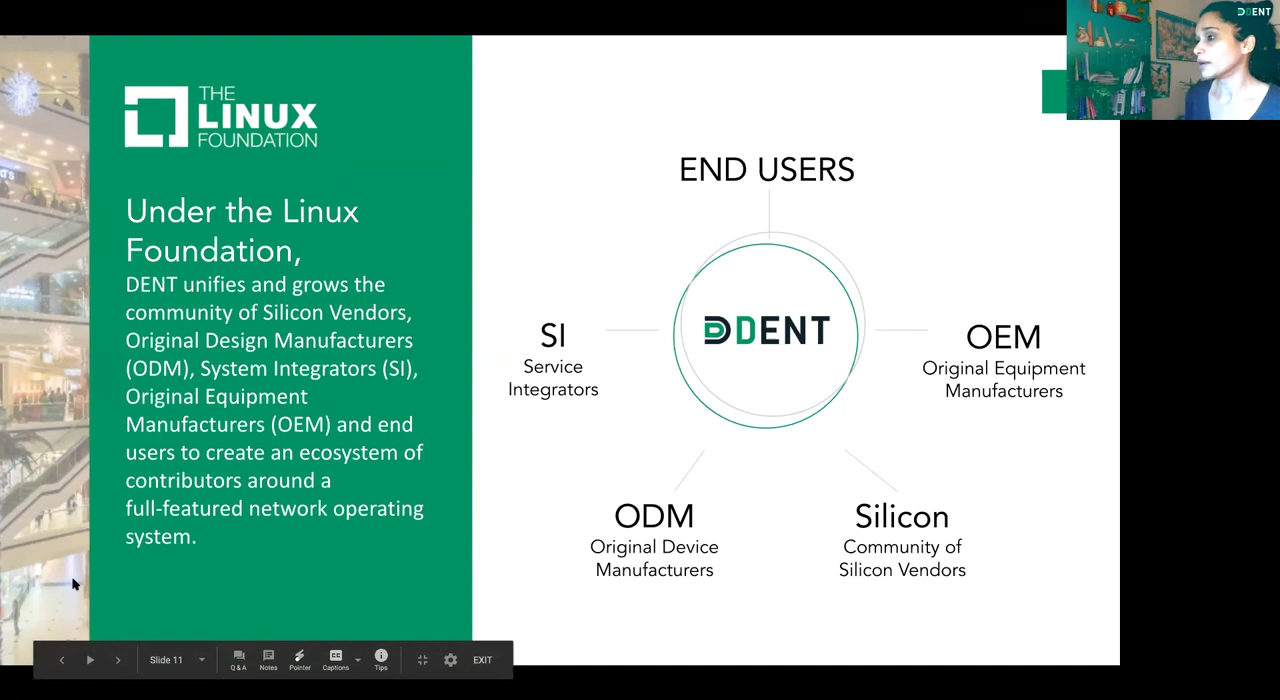 DENT
THE
LINUX
FOUNDATION
Under the Linux
Foundation,
DENT unifies and grows the
community of Silicon Vendors,
Original Design Manufacturers
(ODM), System Integrators (SI),
Original Equipment
Manufacturers (OEM) and end
users to create an ecosystem of
contributors around a
full-featured network operating
system.
END USERS
DENT
SI
Service
Integrators
OEM
Original Equipment
Manufacturers
ODM
Original Device
Manufacturers
Silicon
Community of
Silicon Vendors
Slide 11
Q&A
Notes
Pointer
CC
Captions
Tips
EXIT